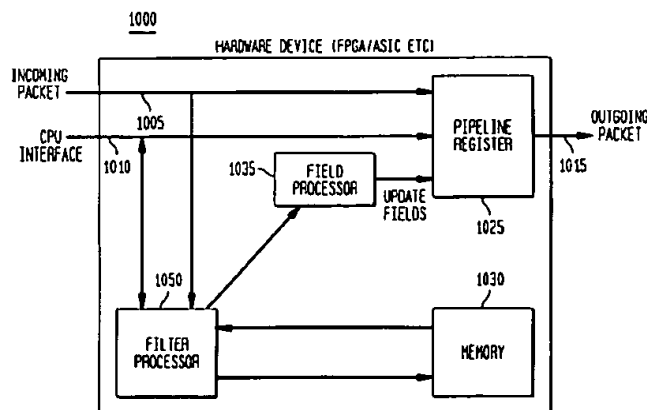 1000
HARDWARE DEVICE (FPGA/ASIC ETC)
INCOMING
PACKET
1005
CPU
INTERFACE
1010
PIPELINE
REGISTER
OUTGOING
PACKET
1015
1035
FIELD
PROCESSOR
UPDATE
FIELDS
1025
1050
FILTER
PROCESSOR
1030
MEMORY